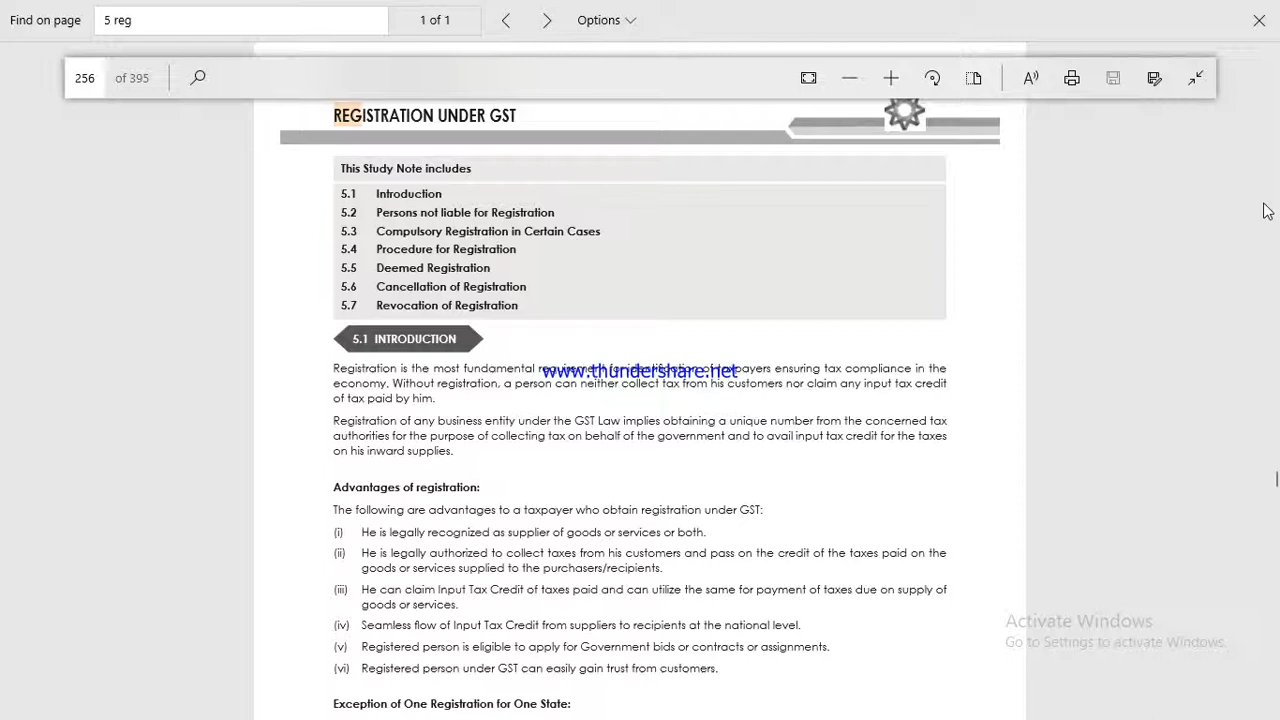 Find on page 5 reg 1 of 1 Options
256 of 395
REGISTRATION UNDER GST
This Study Note includes
5.1 Introduction
5.2 Persons not liable for Registration
5.3 Compulsory Registration in Certain Cases
5.4 Procedure for Registration
5.5 Deemed Registration
5.6 Cancellation of Registration
5.7 Revocation of Registration
5.1 INTRODUCTION
Registration is the most fundamental requirement for identification of taxpayers ensuring tax compliance in the
www.thundershare.net
economy. Without registration, a person can neither collect tax from his customers nor claim any input tax credit
of tax paid by him.
Registration of any business entity under the GST Law implies obtaining a unique number from the concerned tax
authorities for the purpose of collecting tax on behalf of the government and to avail input tax credit for the taxes
on his inward supplies.
Advantages of registration:
The following are advantages to a taxpayer who obtain registration under GST:
(i) He is legally recognized as supplier of goods or services or both.
(ii) He is legally authorized to collect taxes from his customers and pass on the credit of the taxes paid on the
goods or services supplied to the purchasers/recipients.
(iii) He can claim Input Tax Credit of taxes paid and can utilize the same for payment of taxes due on supply of
goods or services.
(iv) Seamless flow of Input Tax Credit from suppliers to recipients at the national level.
(v) Registered person is eligible to apply for Government bids or contracts or assignments.
(vi) Registered person under GST can easily gain trust from customers.
Exception of One Registration for One State:
Activate Windows
Go to Settings to activate Windows.